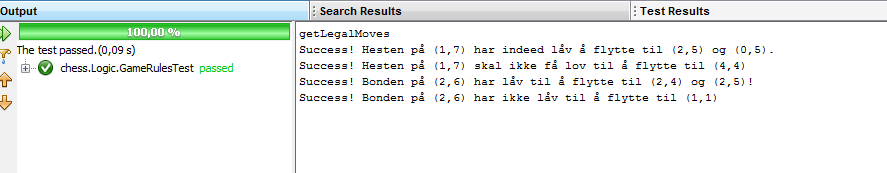 Output
Search Results
Test Results
100,00 %
The test passed.(0,09 s)
chess.Logic.GameRulesTest passed
getLegalMoves
Success! Hesten på (1,7) har indeed låv å flytte til (2,5) og (0,5).
Success! Hesten på (1,7) skal ikke få lov til å flytte til (4,4)
Success! Bonden på (2,6) har låv til å flytte til (2,4) og (2,5)!
Success! Bonden på (2,6) har ikke låv til å flytte til (1,1)